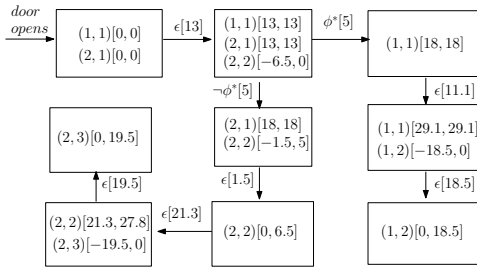 door
opens
(1, 1)[0, 0]
(2, 1)[0, 0]
ϵ[13]
(1, 1)[13, 13]
(2, 1)[13, 13]
(2, 2)[−6.5, 0]
ϕ*[5]
(1, 1)[18, 18]
¬ϕ*[5]
ϵ[11.1]
(2, 3)[0, 19.5]
(2, 1)[18, 18]
(2, 2)[−1.5, 5]
(1, 1)[29.1, 29.1]
(1, 2)[−18.5, 0]
ϵ[19.5]
ϵ[1.5]
ϵ[18.5]
(2, 2)[21.3, 27.8]
(2, 3)[−19.5, 0]
ϵ[21.3]
(2, 2)[0, 6.5]
(1, 2)[0, 18.5]